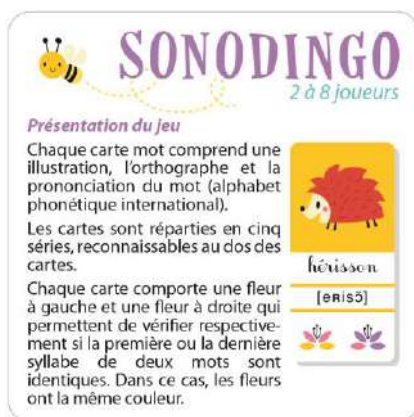 SONODINGO
2 à 8 joueurs
Présentation du jeu
Chaque carte mot comprend une
illustration, l'orthographe et la
prononciation du mot (alphabet
phonétique international).
Les cartes sont réparties en cinq
séries, reconnaissables au dos des
cartes.
Chaque carte comporte une fleur
à gauche et une fleur à droite qui
permettent de vérifier respective-
ment si la première ou la dernière
syllabe de deux mots sont
identiques. Dans ce cas, les fleurs
ont la même couleur.
hérisson
[eʀisɔ̃]